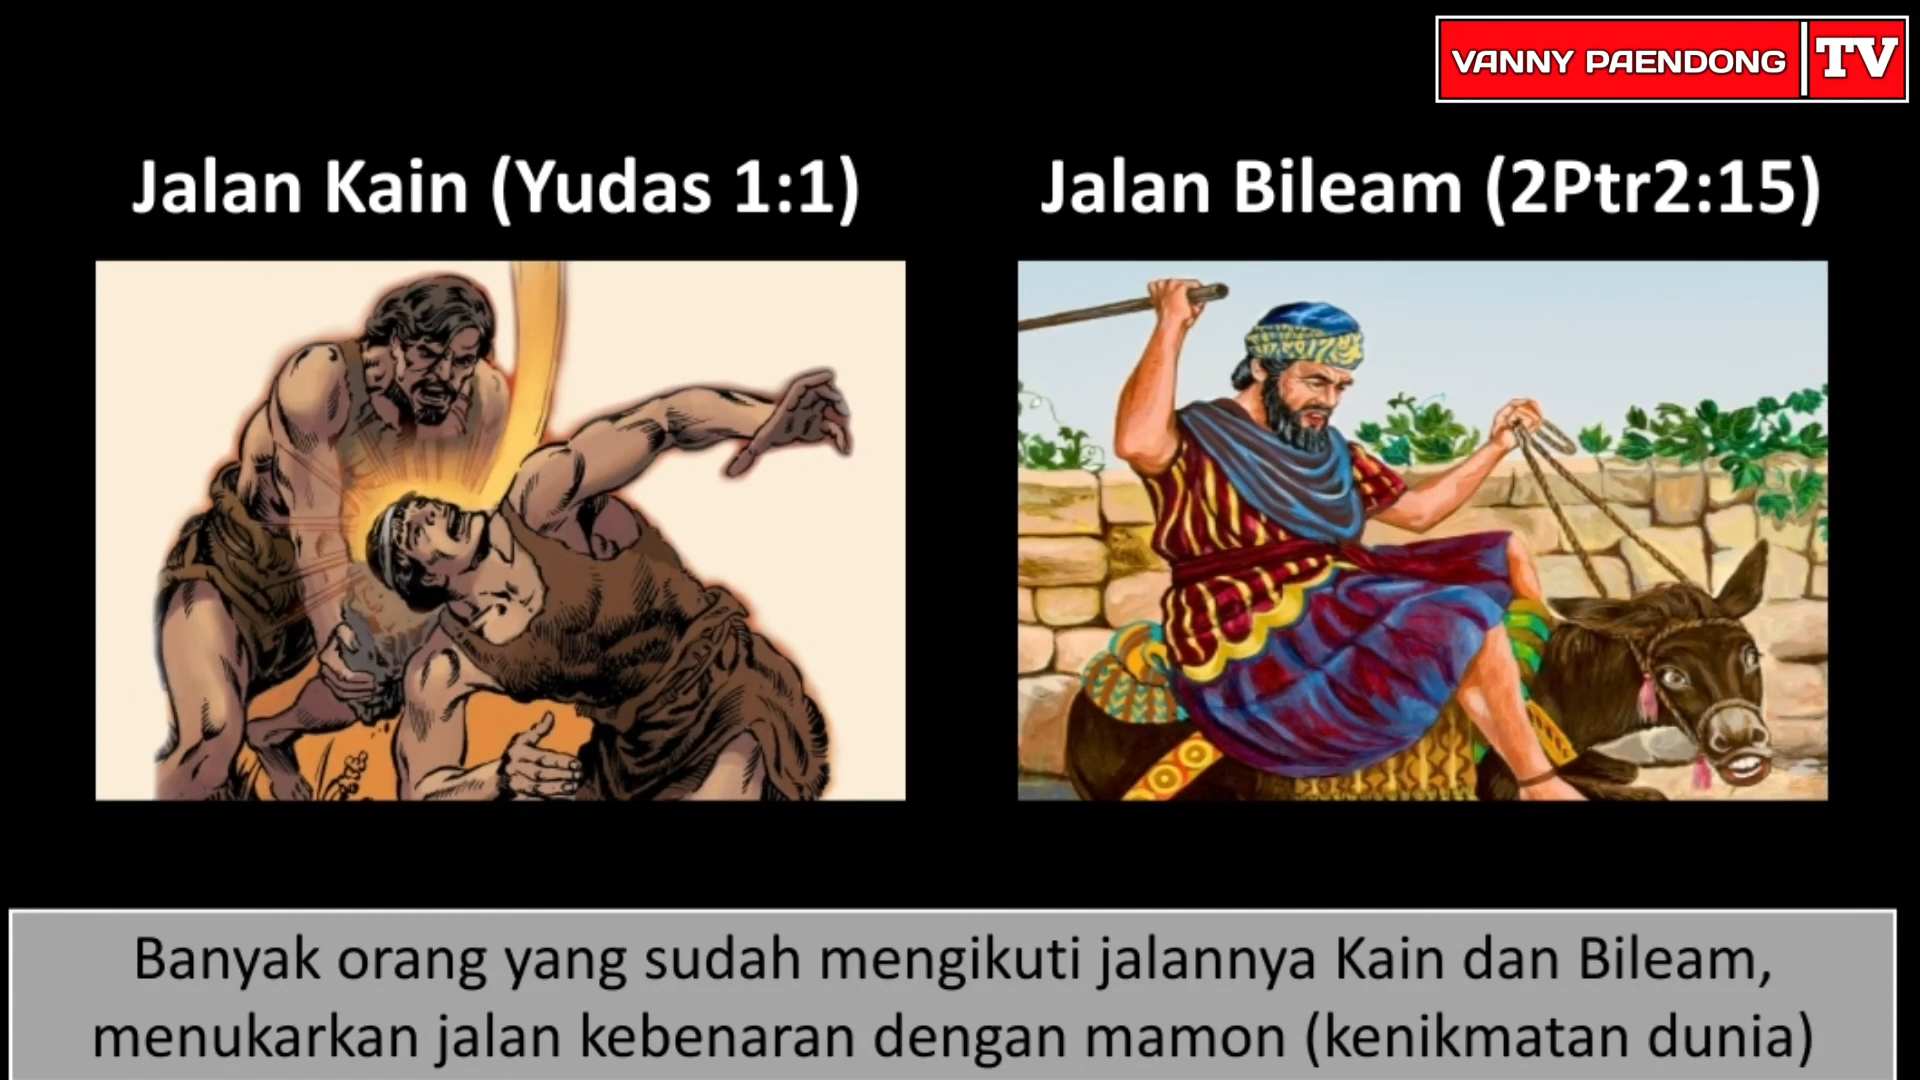 VANNY PAENDONG TV
Jalan Kain (Yudas 1:1)
Jalan Bileam (2Ptr2:15)
Banyak orang yang sudah mengikuti jalannya Kain dan Bileam,
menukarkan jalan kebenaran dengan mamon (kenikmatan dunia)